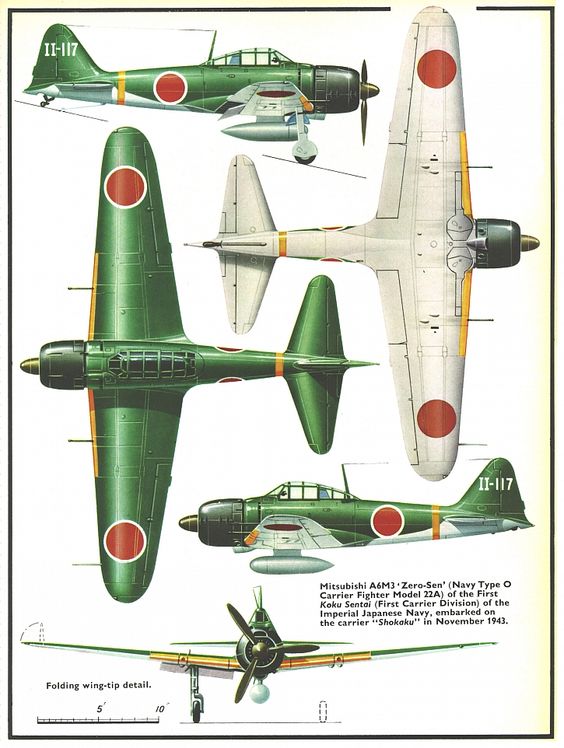 II-117
II-117
Mitsubishi A6M3 'Zero-Sen' (Navy Type O
Carrier Fighter Model 22A) of the First
Koku Sentai (First Carrier Division) of the
Imperial Japanese Navy, embarked on
the carrier "Shokaku" in November 1943.
Folding wing-tip detail.
5' 10'